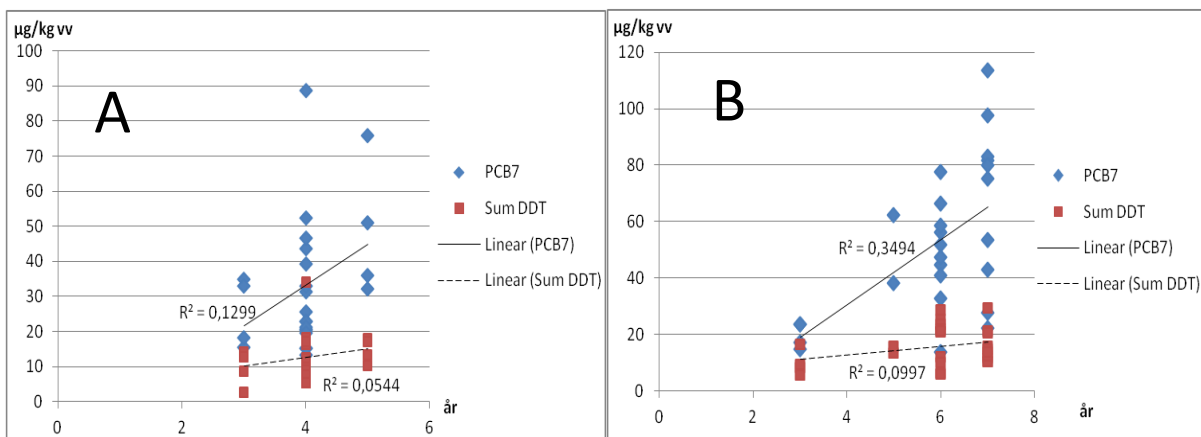 µg/kg vv
100
90
80
70
60
50
40
30
20
10
0
0
2
4
6
år
A
R² = 0,1299
R² = 0,0544
PCB7
Sum DDT
Linear (PCB7)
Linear (Sum DDT)
µg/kg vv
120
100
80
60
40
20
0
0
2
4
6
8
år
B
R² = 0,3494
R² = 0,0997
PCB7
Sum DDT
Linear (PCB7)
Linear (Sum DDT)